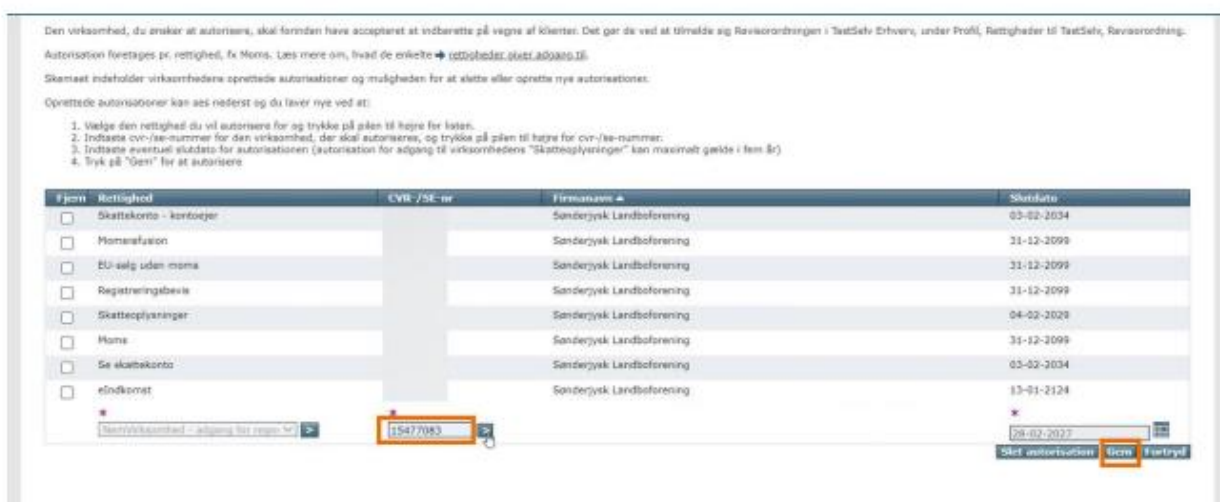 Den virksomhed, du ønsker at autorisere, skal forinden have accepteret at indberette på vegne af klienter. Det gør de ved at tilmelde sig Revisorordningen i TastSelv Erhverv, under Profil, Rettigheder til TastSelv, Revisorordning.
Autorisation foretages pr. rettighed, fx Moms. Læs mere om, hvad de enkelte rettigheder giver adgang til.
Skemaet indeholder virksomhedens oprettede autorisationer og muligheden for at slette eller oprette nye autorisationer.
Oprettede autorisationer kan ses nederst og du laver nye ved at:
1. Vælge den rettighed du vil autorisere for og trykke på pilen til højre for listen.
2. Indtaste cvr-/se-nummer for den virksomhed, der skal autoriseres, og trykke på pilen til højre for cvr-/se-nummer.
3. Indtaste eventuel slutdato for autorisationen (autorisation for adgang til virksomhedens "Skatteoplysninger" kan maximalt gælde i fem år)
4. Tryk på "Gem" for at autorisere
Fjern Rettighed CVR-/SE-nr Firmanavn Slutdato
Skattekonto - kontoejer Sønderjysk Landboforening 03-02-2034
Momsrefusion Sønderjysk Landboforening 31-12-2099
EU-salg uden moms Sønderjysk Landboforening 31-12-2099
Registreringsbevis Sønderjysk Landboforening 31-12-2099
Skatteoplysninger Sønderjysk Landboforening 04-02-2029
Moms Sønderjysk Landboforening 31-12-2099
Se skattekonto Sønderjysk Landboforening 03-02-2034
eIndkomst Sønderjysk Landboforening 13-01-2124
* * *
NemVirksomhed - adgang for regn > 15477083 > 28-02-2027
Slet autorisation Gem Fortryd